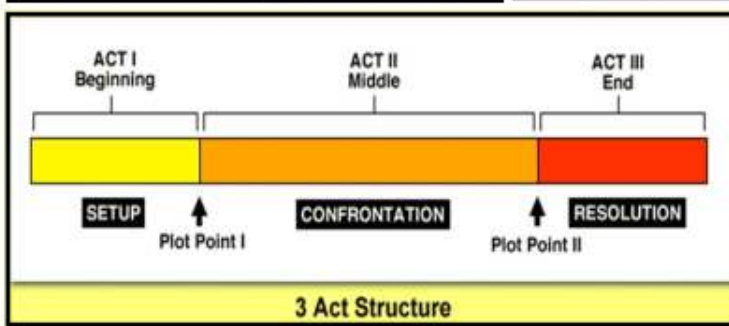 ACT I
Beginning
ACT II
Middle
ACT III
End
SETUP
CONFRONTATION
RESOLUTION
Plot Point I
Plot Point II
3 Act Structure